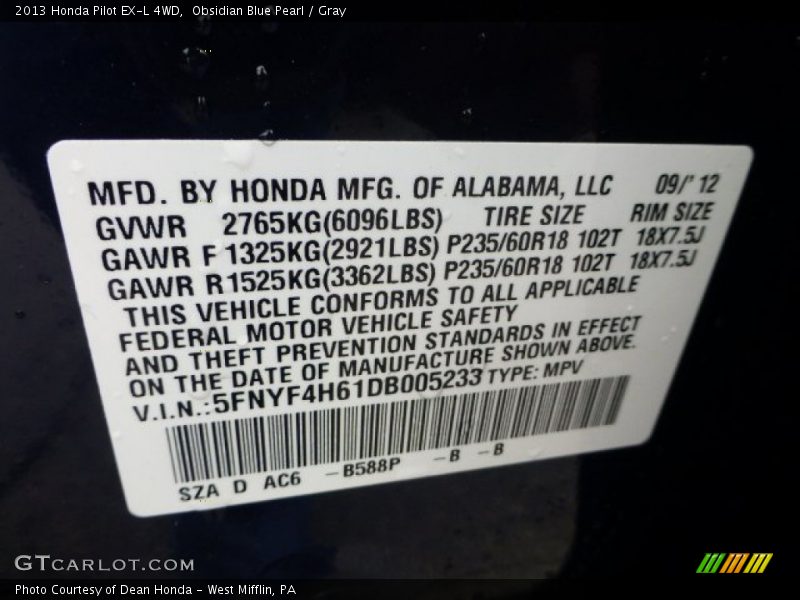 2013 Honda Pilot EX-L 4WD,  Obsidian Blue Pearl / Gray
MFD. BY HONDA MFG. OF ALABAMA, LLC 09/'12
GVWR 2765KG(6096LBS) TIRE SIZE RIM SIZE
GAWR F 1325KG(2921LBS) P235/60R18 102T 18X7.5J
GAWR R 1525KG(3362LBS) P235/60R18 102T 18X7.5J
THIS VEHICLE CONFORMS TO ALL APPLICABLE
FEDERAL MOTOR VEHICLE SAFETY
AND THEFT PREVENTION STANDARDS IN EFFECT
ON THE DATE OF MANUFACTURE SHOWN ABOVE.
V.I.N.: 5FNYF4H61DB005233 TYPE: MPV
SZA D AC6 -B588P -B -B
GTCARLOT.COM
Photo Courtesy of Dean Honda - West Mifflin, PA